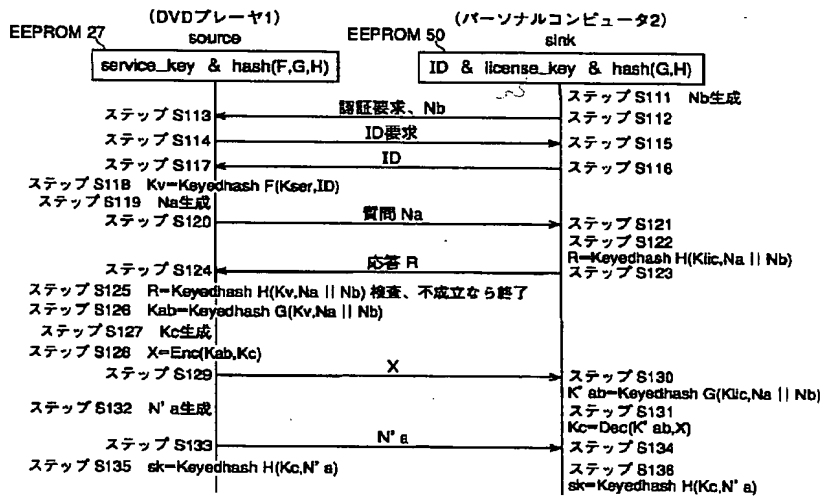 (DVDプレーヤ1)
(パーソナルコンピュータ2)
EEPROM 27
source
EEPROM 50
sink
service_key & hash(F,G,H)
ID & license_key & hash(G,H)
ステップ S111 Nb生成
ステップ S113
認証要求、Nb
ステップ S112
ステップ S114
ID要求
ステップ S115
ステップ S117
ID
ステップ S116
ステップ S118 Kv=Keyedhash F(Kser,ID)
ステップ S119 Na生成
ステップ S120
質問 Na
ステップ S121
ステップ S122
R=Keyedhash H(Klic,Na || Nb)
ステップ S124
応答 R
ステップ S123
ステップ S125 R=Keyedhash H(Kv,Na || Nb) 検査、不成立なら終了
ステップ S126 Kab=Keyedhash G(Kv,Na || Nb)
ステップ S127 Kc生成
ステップ S128 X=Enc(Kab,Kc)
ステップ S129
X
ステップ S130
K'ab=Keyedhash G(Klic,Na || Nb)
ステップ S132 N'a生成
ステップ S131
Kc=Dec(K'ab,X)
ステップ S133
N'a
ステップ S134
ステップ S135 sk=Keyedhash H(Kc,N'a)
ステップ S136
sk=Keyedhash H(Kc,N'a)